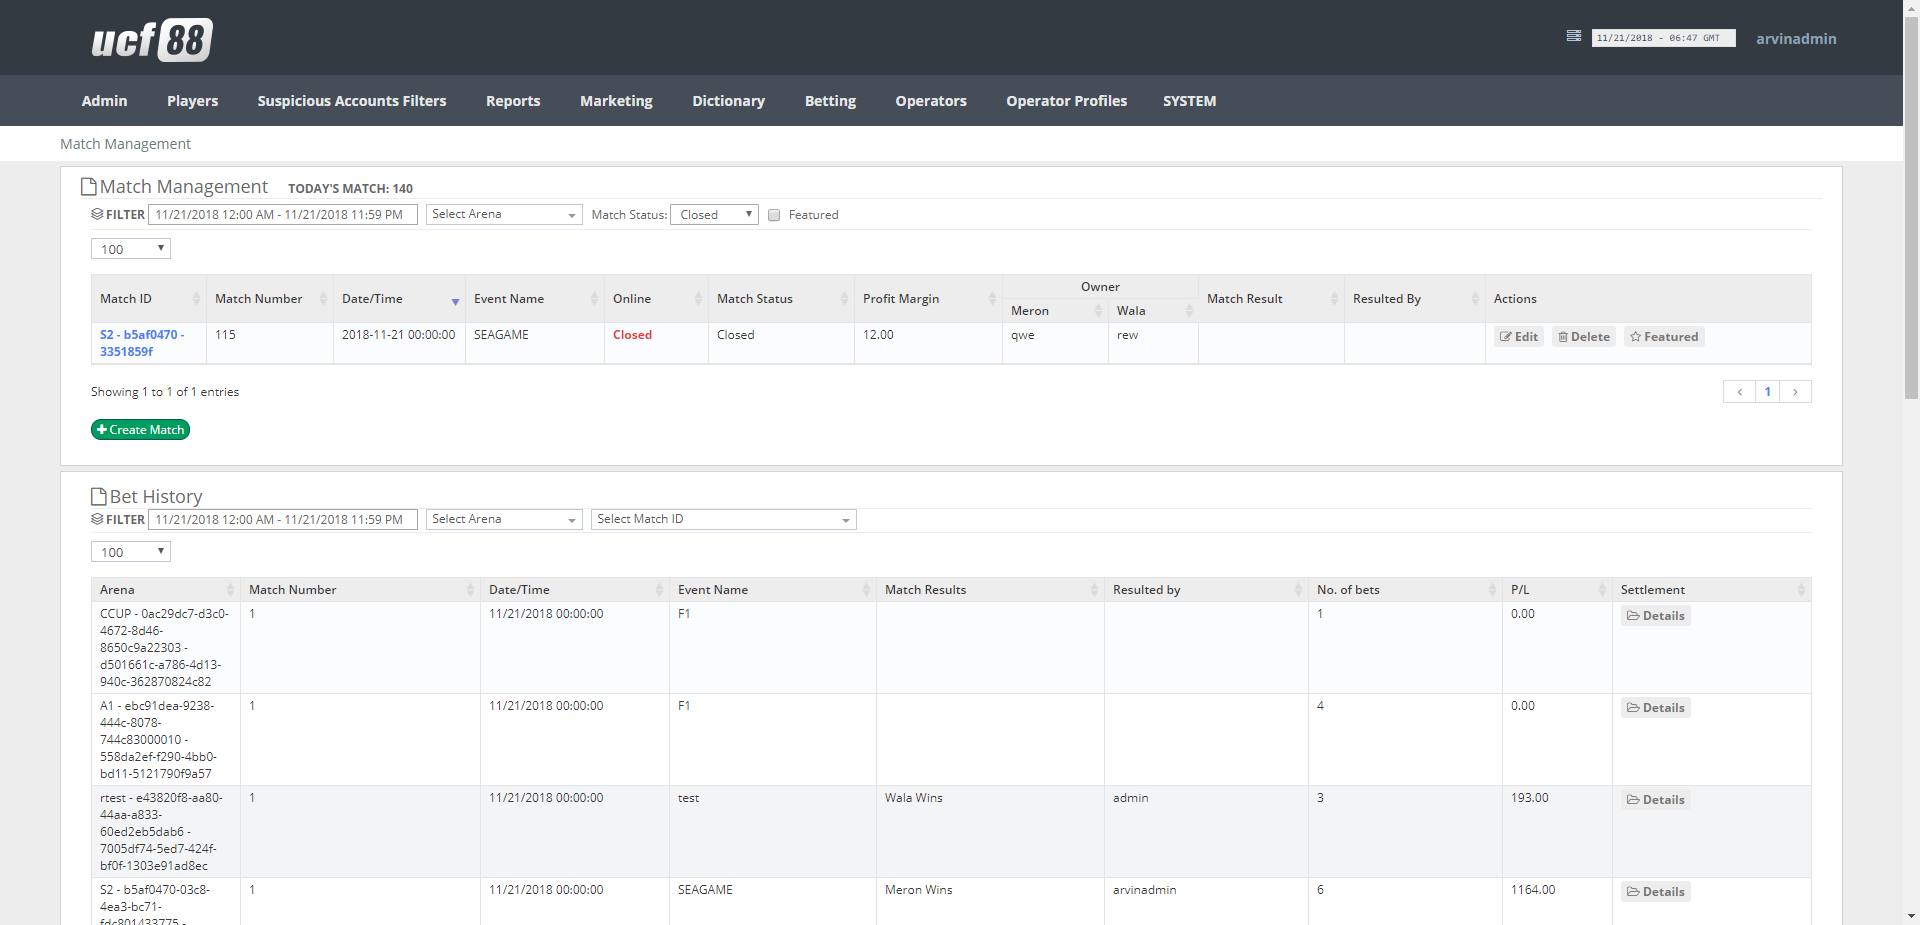 ucf 88
11/21/2018 - 06:47 GMT
arvinadmin
Admin Players Suspicious Accounts Filters Reports Marketing Dictionary Betting Operators Operator Profiles SYSTEM
Match Management
Match Management TODAY'S MATCH: 140
FILTER 11/21/2018 12:00 AM - 11/21/2018 11:59 PM Select Arena Match Status: Closed Featured
100
Match ID Match Number Date/Time Event Name Online Match Status Profit Margin Owner Match Result Resulted By Actions
Meron Wala
S2 - b5af0470 - 115 2018-11-21 00:00:00 SEAGAME Closed Closed 12.00 qwe rew Edit Delete Featured
3351859f
Showing 1 to 1 of 1 entries
‹ 1 ›
Create Match
Bet History
FILTER 11/21/2018 12:00 AM - 11/21/2018 11:59 PM Select Arena Select Match ID
100
Arena Match Number Date/Time Event Name Match Results Resulted by No. of bets P/L Settlement
CCUP - 0ac29dc7-d3c0- 1 11/21/2018 00:00:00 F1 1 0.00 Details
4672-8d46-
8650c9a22303 -
d501661c-a786-4d13-
940c-362870824c82
A1 - ebc91dea-9238- 1 11/21/2018 00:00:00 F1 4 0.00 Details
444c-8078-
744c83000010 -
558da2ef-f290-4bb0-
bd11-5121790f9a57
rtest - e43820f8-aa80- 1 11/21/2018 00:00:00 test Wala Wins admin 3 193.00 Details
44aa-a833-
60ed2eb5dab6 -
7005df74-5ed7-424f-
bf0f-1303e91ad8ec
S2 - b5af0470-03c8- 1 11/21/2018 00:00:00 SEAGAME Meron Wins arvinadmin 6 1164.00 Details
4ea3-bc71-
fdc801433775 -